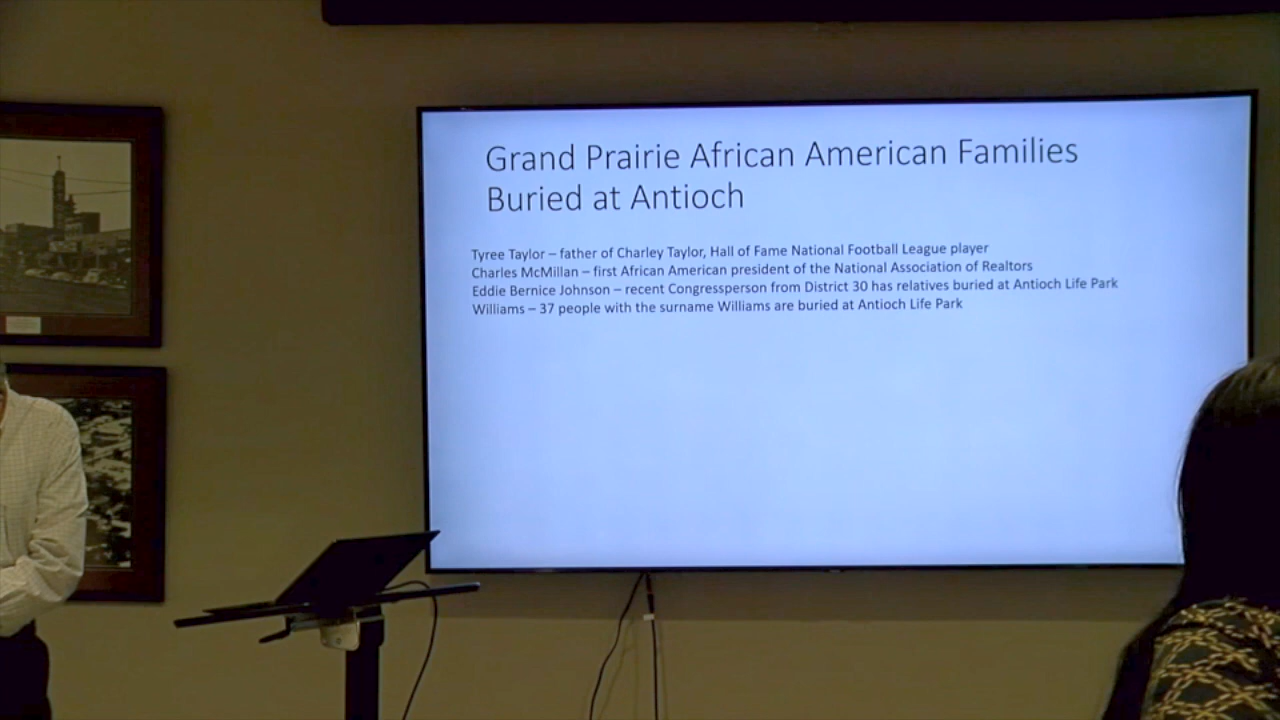 Grand Prairie African American Families
Buried at Antioch
Tyree Taylor – father of Charley Taylor, Hall of Fame National Football League player
Charles McMillan – first African American president of the National Association of Realtors
Eddie Bernice Johnson – recent Congressperson from District 30 has relatives buried at Antioch Life Park
Williams – 37 people with the surname Williams are buried at Antioch Life Park